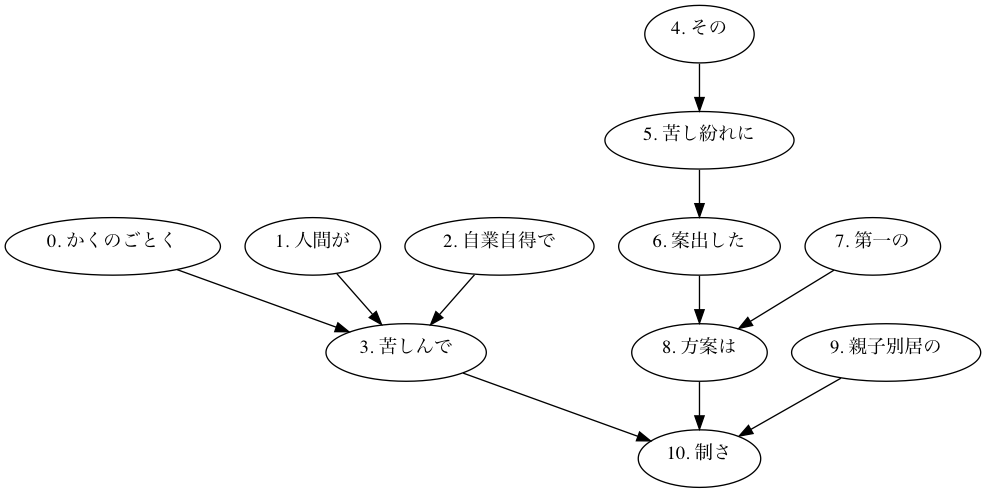 4. その
5. 苦し紛れに
0. かくのごとく
1. 人間が
2. 自業自得で
6. 案出した
7. 第一の
3. 苦しんで
8. 方案は
9. 親子別居の
10. 制さ